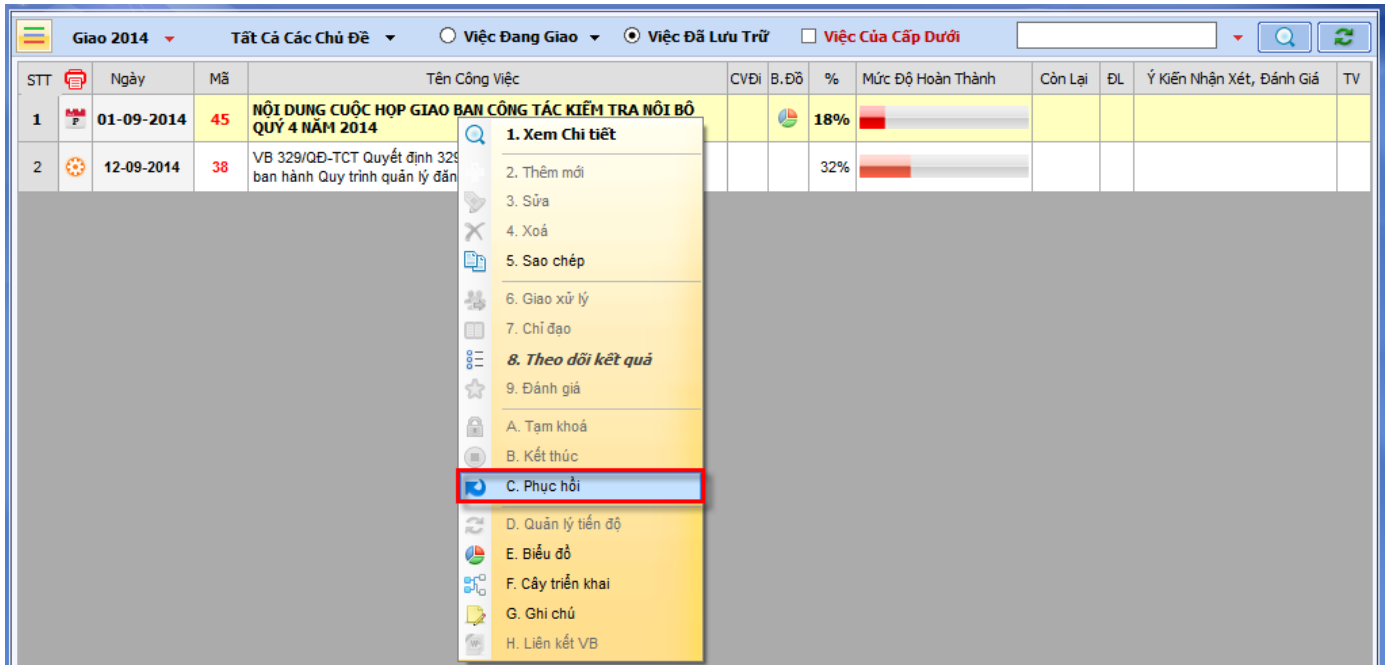 Giao 2014 Tất Cả Các Chủ Đề Việc Đang Giao Việc Đã Lưu Trữ Việc Của Cấp Dưới
STT Ngày Mã Tên Công Việc CVĐi B.Đồ % Mức Độ Hoàn Thành Còn Lại ĐL Ý Kiến Nhận Xét, Đánh Giá TV
1 P 01-09-2014 45 NỘI DUNG CUỘC HỌP GIAO BAN CÔNG TÁC KIỂM TRA NỘI BỘ 18%
QUÝ 4 NĂM 2014
2 12-09-2014 38 VB 329/QĐ-TCT Quyết định 329 32%
ban hành Quy trình quản lý đăn
1. Xem Chi tiết
2. Thêm mới
3. Sửa
4. Xoá
5. Sao chép
6. Giao xử lý
7. Chỉ đạo
8. Theo dõi kết quả
9. Đánh giá
A. Tạm khoá
B. Kết thúc
C. Phục hồi
D. Quản lý tiến độ
E. Biểu đồ
F. Cây triển khai
G. Ghi chú
H. Liên kết VB